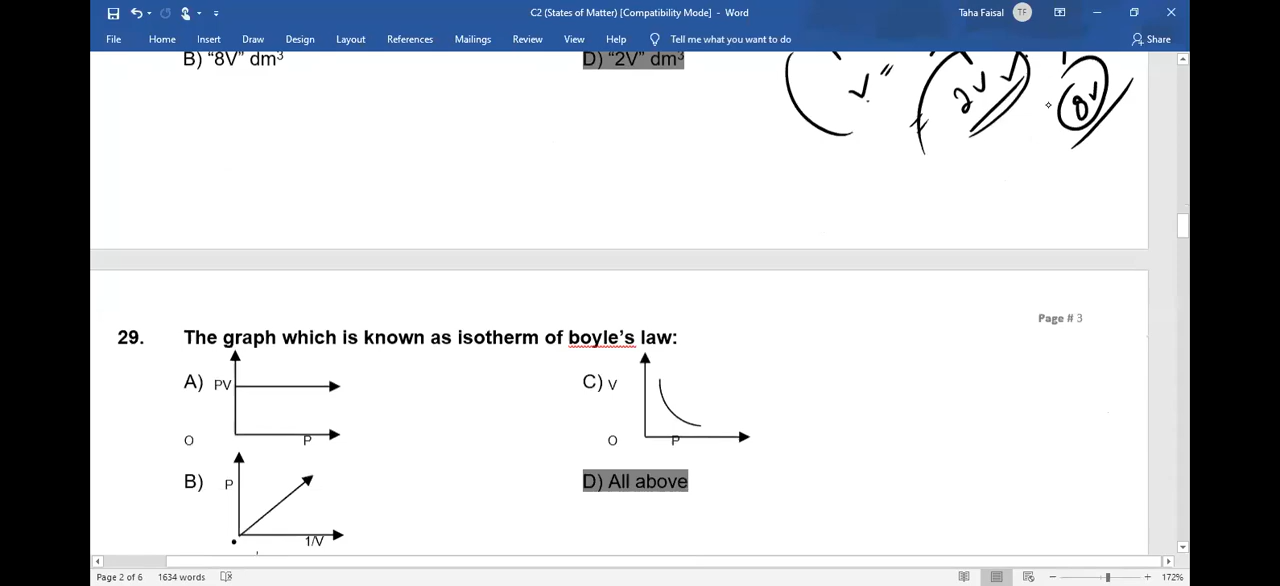 C2 (States of Matter) [Compatibility Mode] - Word
Taha Faisal TF
File Home Insert Draw Design Layout References Mailings Review View Help Tell me what you want to do Share
B) “8V” dm3 D) “2V” dm3
V" 2V 8V
Page # 3
29. The graph which is known as isotherm of boyle’s law:
A) PV C) V
O P O P
B) P D) All above
1/V
Page 2 of 6 1634 words 172%